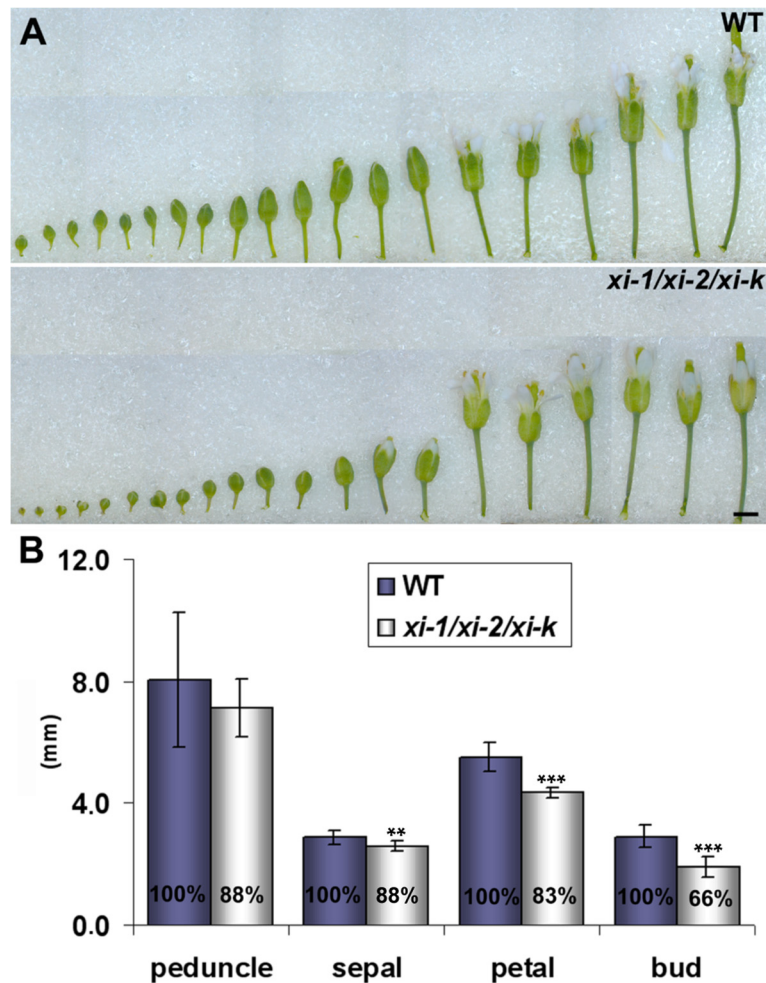 A
WT
xi-1/xi-2/xi-k
B
12.0
8.0
4.0
0.0
(mm)
WT
xi-1/xi-2/xi-k
** *** ***
100% 88% 100% 88% 100% 83% 100% 66%
peduncle sepal petal bud